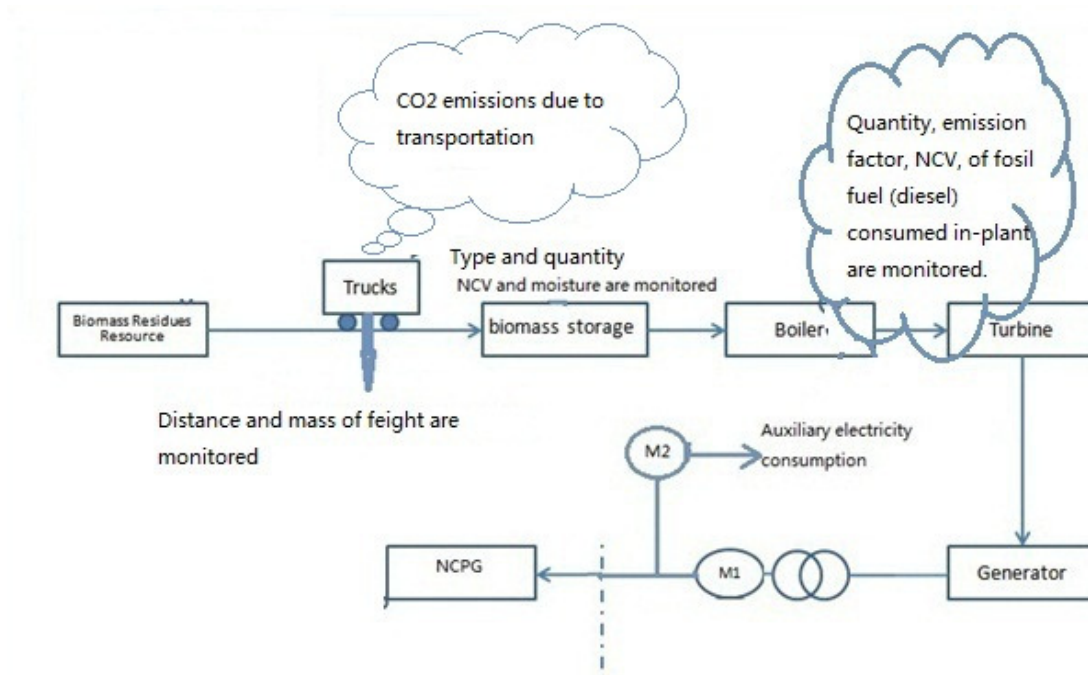 CO2 emissions due to
transportation
Quantity, emission
factor, NCV, of fosil
fuel (diesel)
consumed in-plant
are monitored.
Type and quantity
NCV and moisture are monitored
Trucks
Biomass Residues
Resource
biomass storage
Boiler
Turbine
Distance and mass of feight are
monitored
M2
Auxiliary electricity
consumption
NCPG
M1
Generator